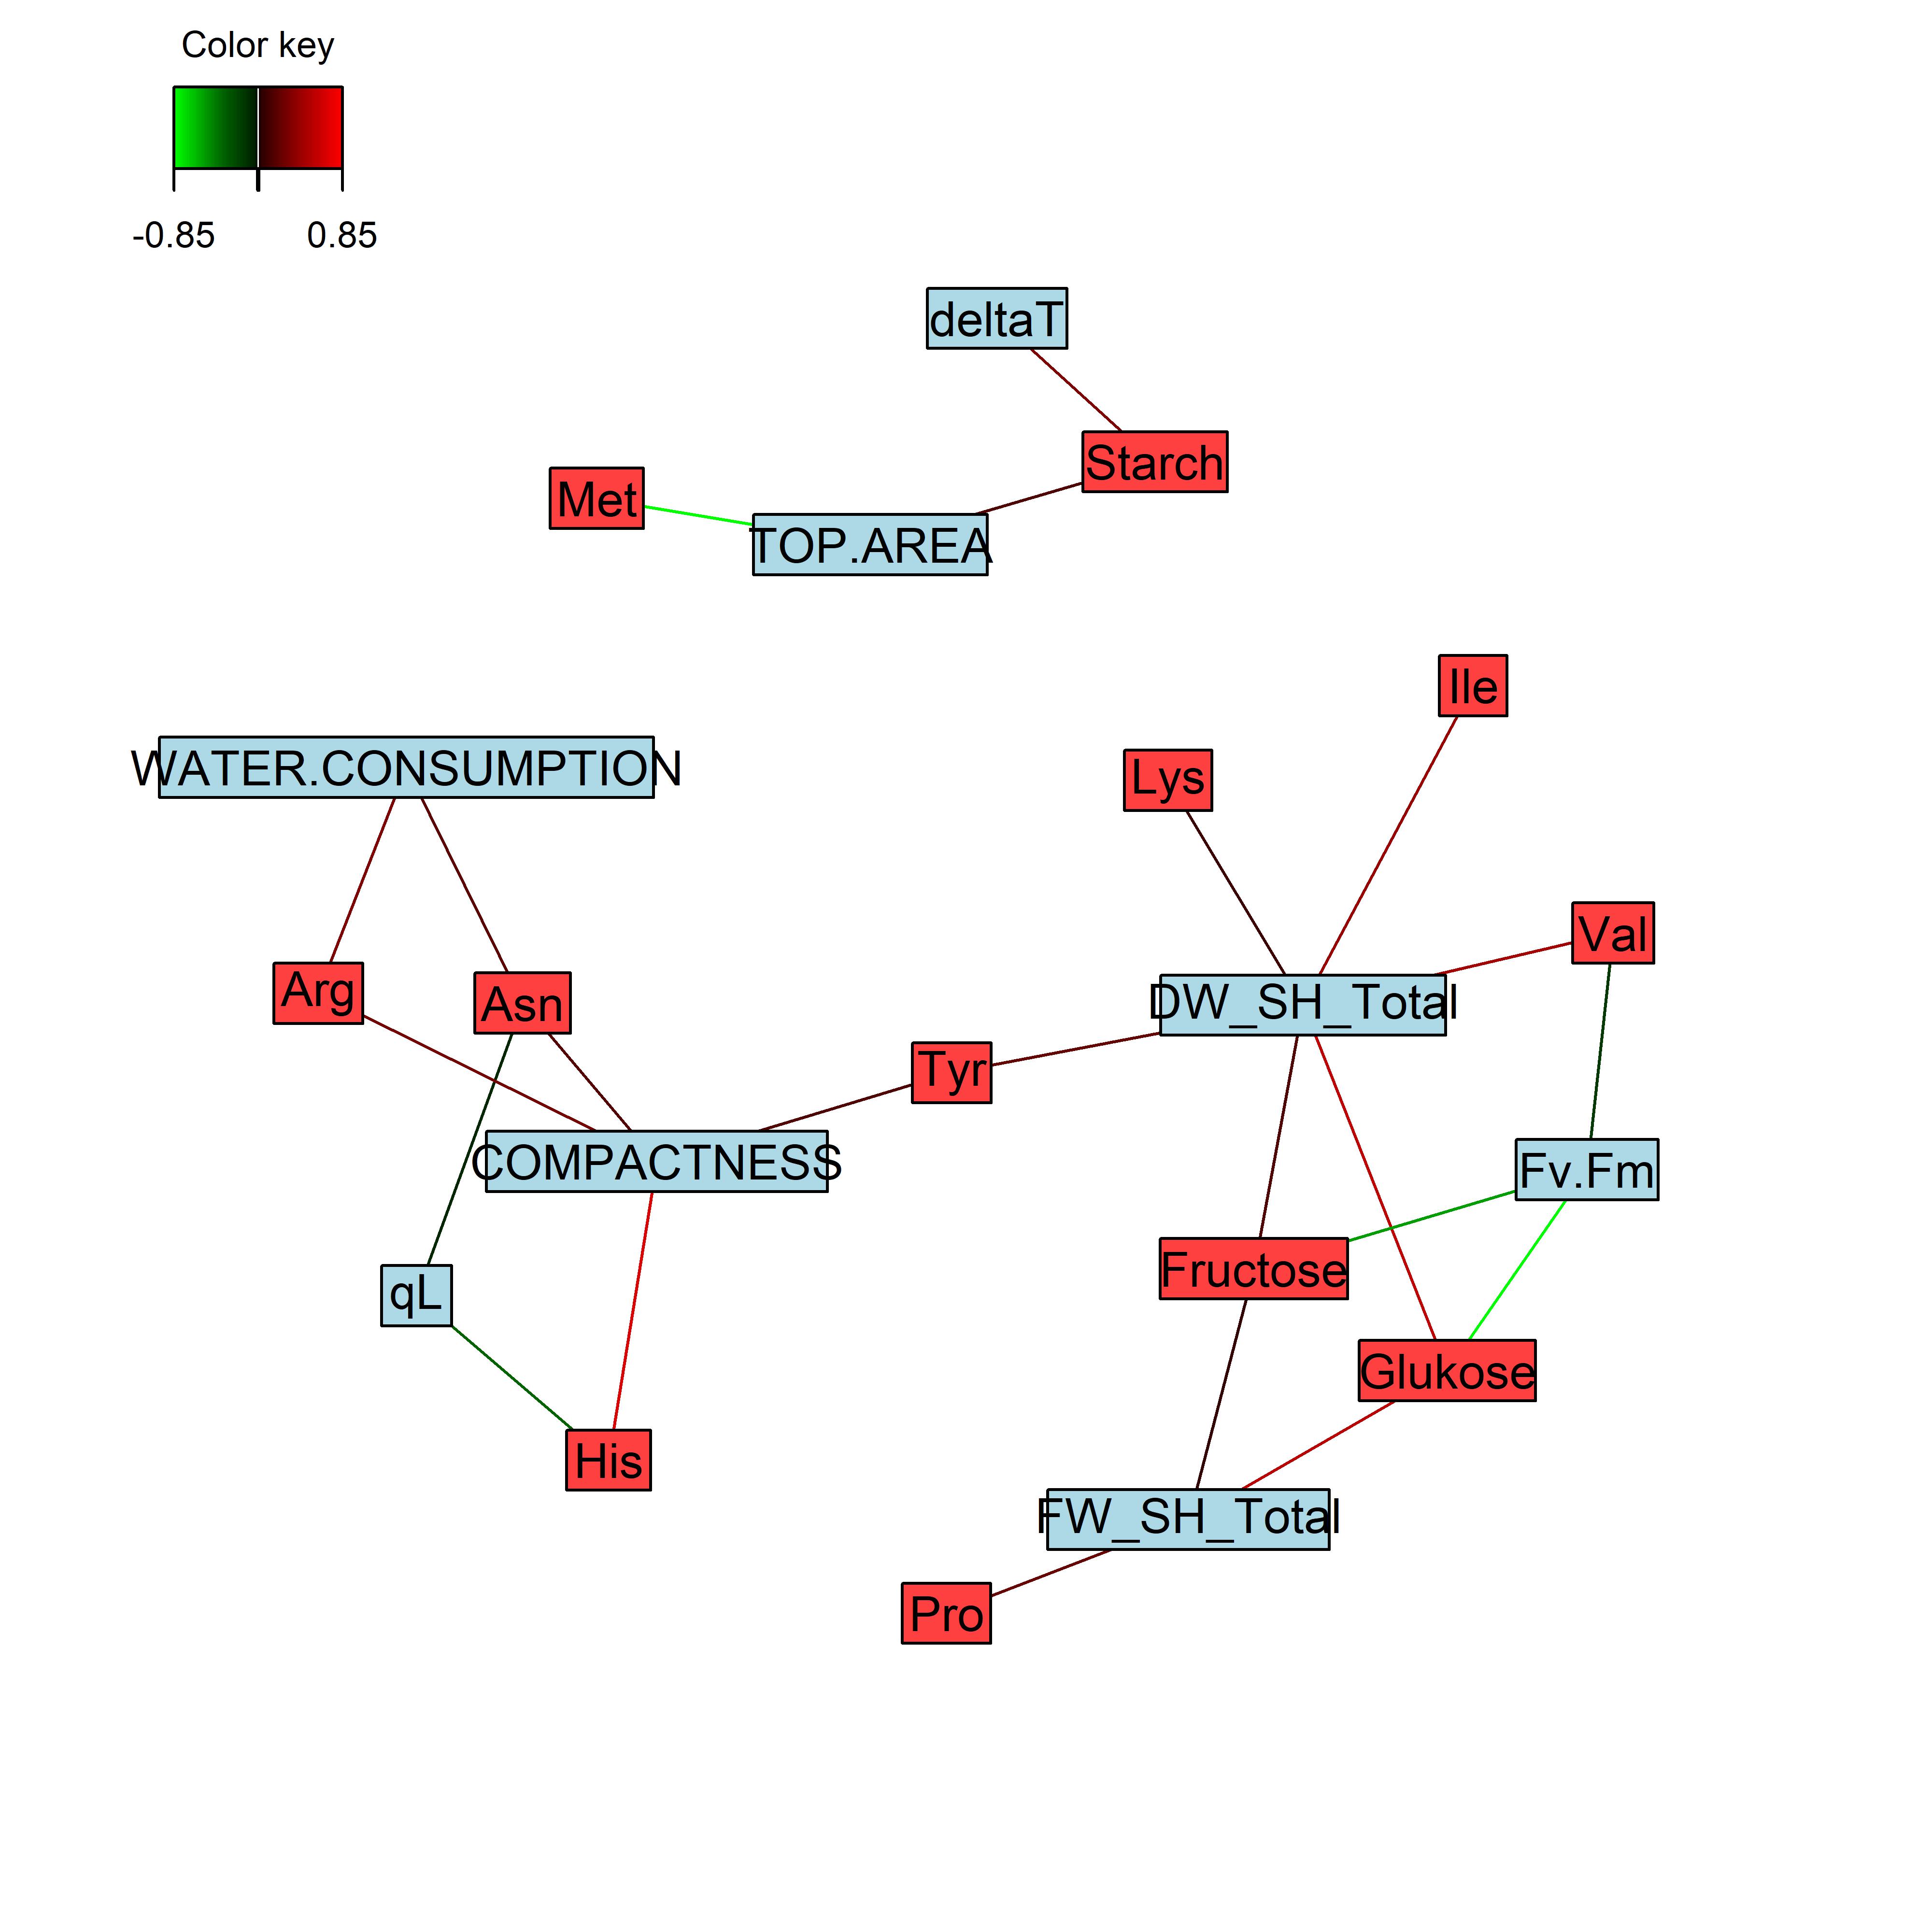 Color key
-0.85 0.85
deltaT
Starch
Met
TOP.AREA
Ile
WATER.CONSUMPTION
Lys
Val
Arg
Asn
DW_SH_Total
Tyr
COMPACTNESS
Fv.Fm
Fructose
qL
Glukose
His
FW_SH_Total
Pro